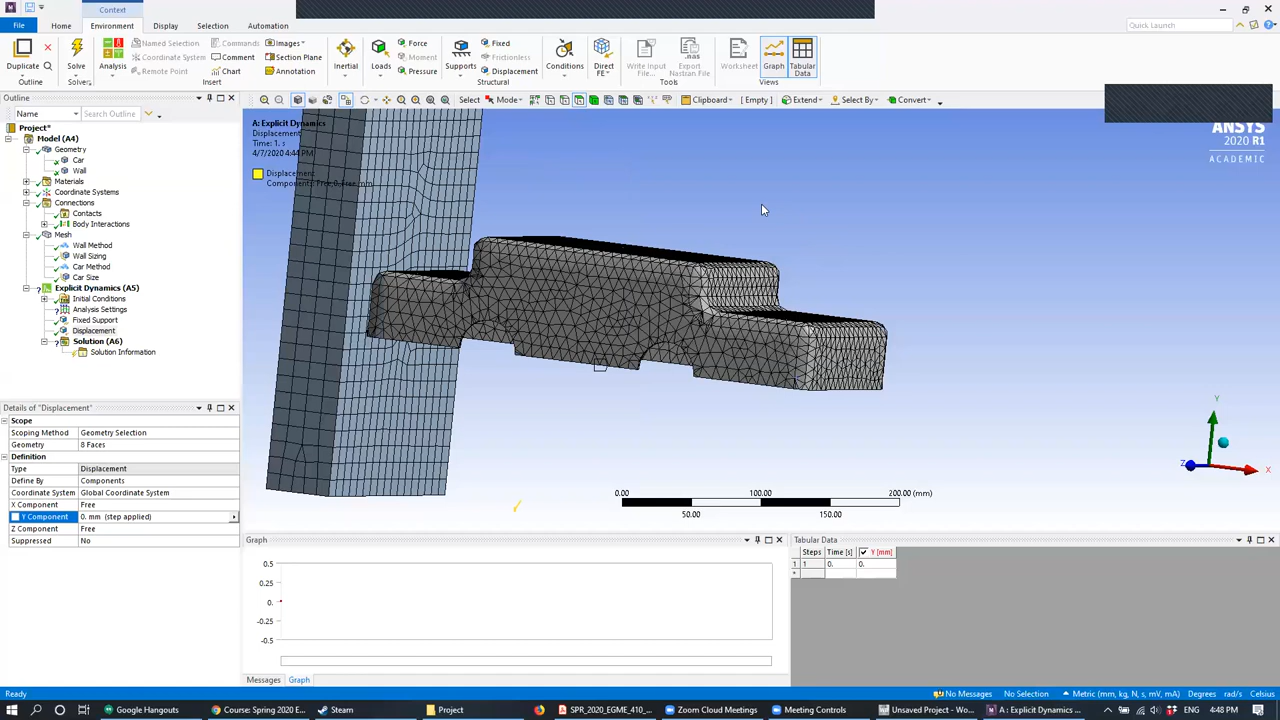 Context
File
Home
Environment
Display
Selection
Automation
Quick Launch
Duplicate
Outline
Solve
Solver
Analysis
Named Selection
Coordinate System
Remote Point
Commands
Comment
Chart
Images
Section Plane
Annotation
Insert
Inertial
Loads
Force
Moment
Pressure
Supports
Fixed
Frictionless
Displacement
Structural
Conditions
Direct
FE
Write Input
File...
Export
Nastran File
Tools
Worksheet
Graph
Tabular
Data
Views
Outline
Name
Search Outline
Select
Mode
Clipboard
[ Empty ]
Extend
Select By
Convert
Project*
Model (A4)
Geometry
Car
Wall
Materials
Coordinate Systems
Connections
Contacts
Body Interactions
Mesh
Wall Method
Wall Sizing
Car Method
Car Size
Explicit Dynamics (A5)
Initial Conditions
Analysis Settings
Fixed Support
Displacement
Solution (A6)
Solution Information
A: Explicit Dynamics
Displacement
Time: 1. s
4/7/2020 4:44 PM
Displacement
Components: Free,0.,Free mm
ANSYS
2020 R1
ACADEMIC
Y
Z
X
0.00
100.00
200.00 (mm)
50.00
150.00
Details of "Displacement"
Scope
Scoping Method Geometry Selection
Geometry 8 Faces
Definition
Type Displacement
Define By Components
Coordinate System Global Coordinate System
X Component Free
Y Component 0. mm (step applied)
Z Component Free
Suppressed No
Graph
0.5
0.25
0.
-0.25
-0.5
Messages
Graph
Tabular Data
Steps Time [s] Y [mm]
1 1 0. 0.
*
Ready
No Messages
No Selection
Metric (mm, kg, N, s, mV, mA)
Degrees
rad/s
Celsius
Google Hangouts
Course: Spring 2020 E...
Steam
Project
SPR_2020_EGME_410_...
Zoom Cloud Meetings
Meeting Controls
Unsaved Project - Wo...
A : Explicit Dynamics ...
ENG
4:48 PM